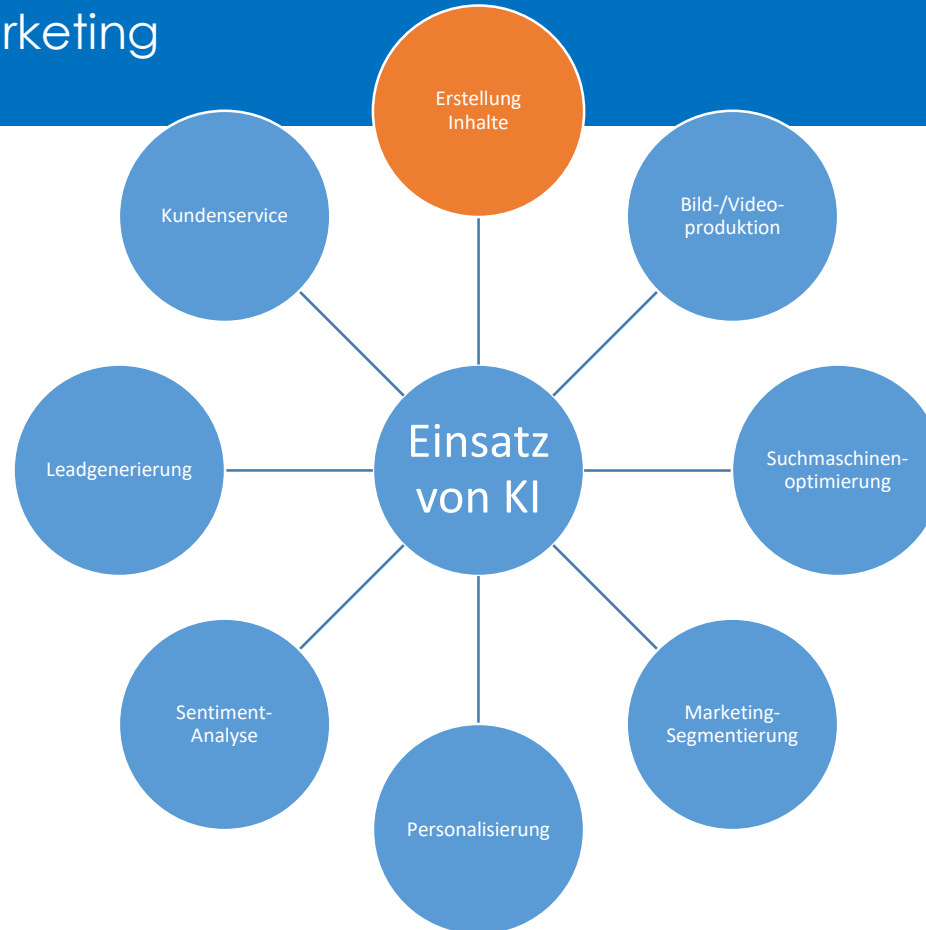 rketing
Erstellung
Inhalte
Bild-/Video-
produktion
Suchmaschinen-
optimierung
Marketing-
Segmentierung
Personalisierung
Sentiment-
Analyse
Leadgenerierung
Kundenservice
Einsatz
von KI